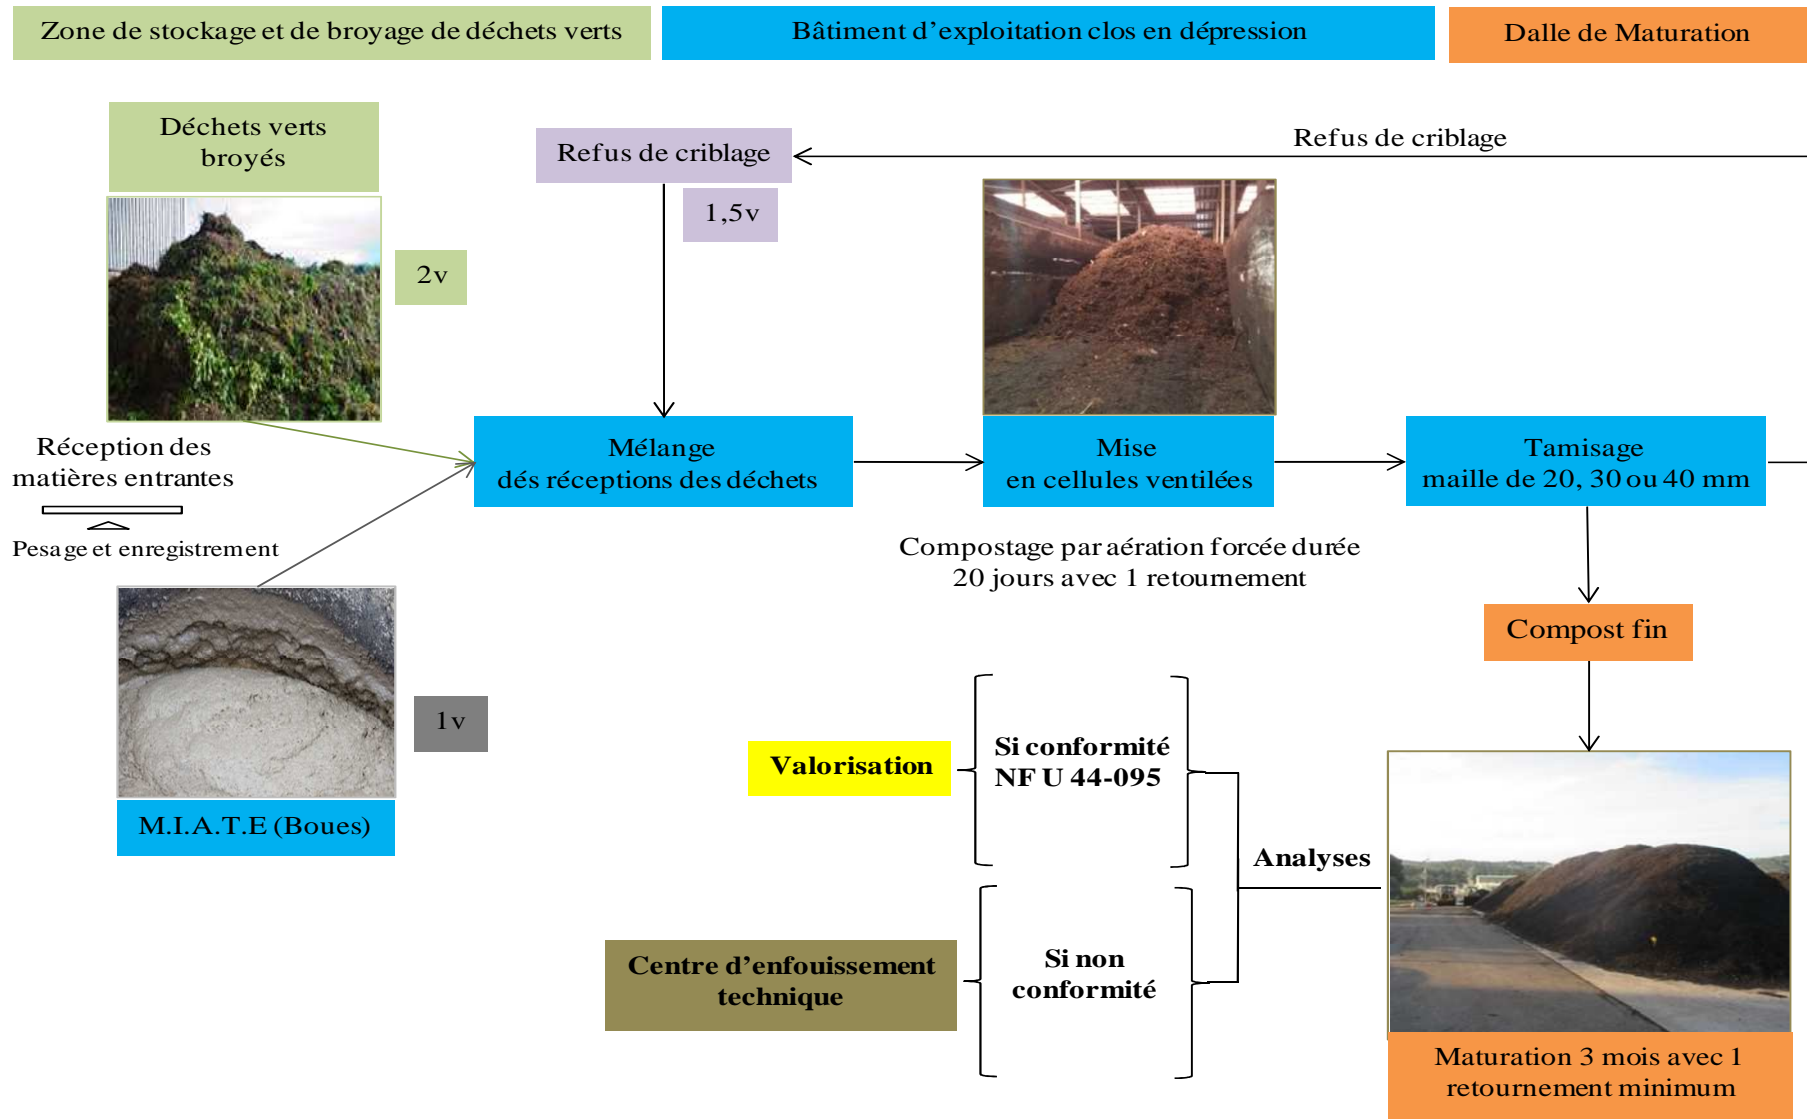 Zone de stockage et de broyage de déchets verts
Bâtiment d’exploitation clos en dépression
Dalle de Maturation
Déchets verts
broyés
Refus de criblage
Refus de criblage
1,5v
2v
Réception des
matières entrantes
Pesage et enregistrement
Mélange
dés réceptions des déchets
Mise
en cellules ventilées
Tamisage
maille de 20, 30 ou 40 mm
Compostage par aération forcée durée
20 jours avec 1 retournement
Compost fin
1v
M.I.A.T.E (Boues)
Valorisation
Si conformité
NF U 44-095
Analyses
Centre d’enfouissement
technique
Si non
conformité
Maturation 3 mois avec 1
retournement minimum